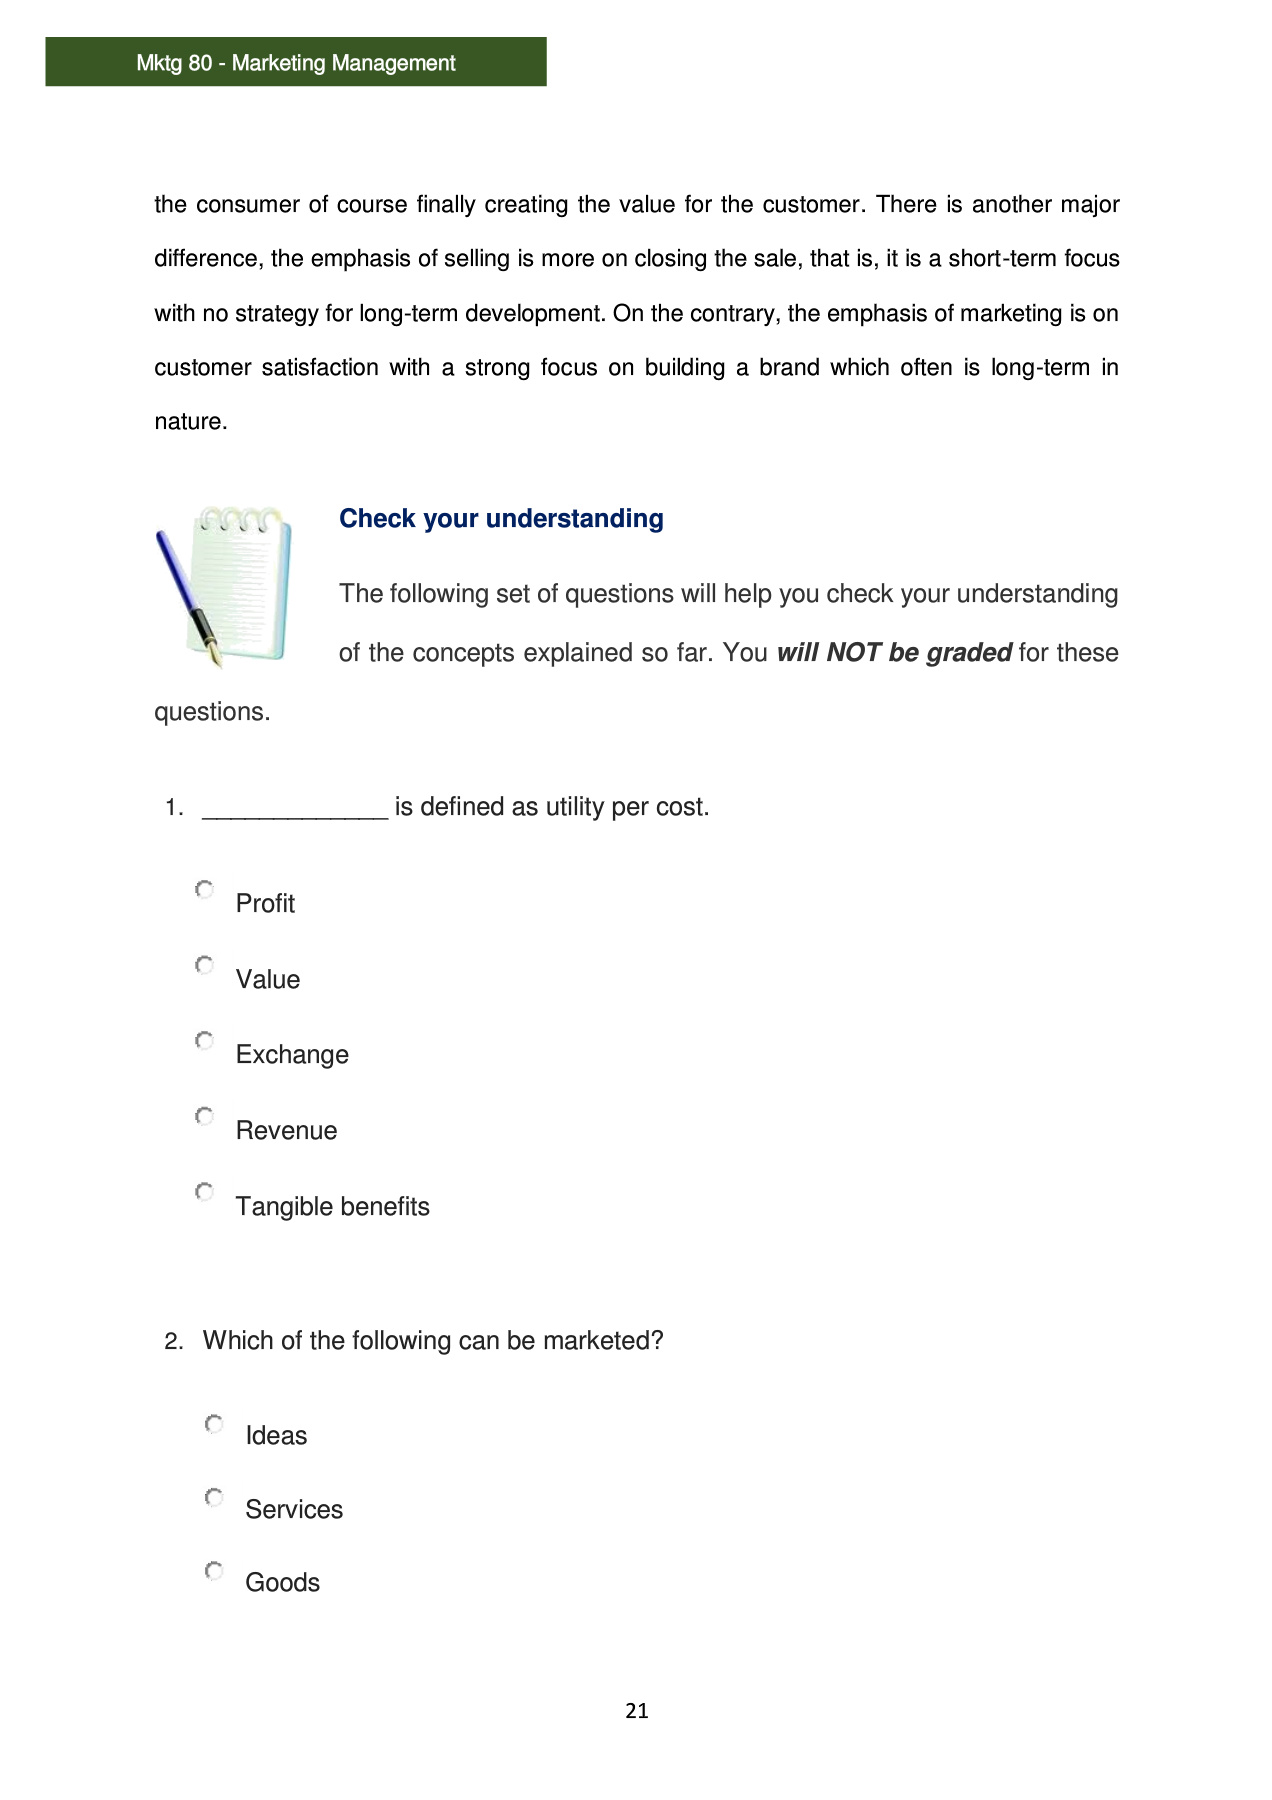 Mktg 80 - Marketing Management
the consumer of course finally creating the value for the customer. There is another major
difference, the emphasis of selling is more on closing the sale, that is, it is a short-term focus
with no strategy for long-term development. On the contrary, the emphasis of marketing is on
customer satisfaction with a strong focus on building a brand which often is long-term in
nature.
Check your understanding
The following set of questions will help you check your understanding
of the concepts explained so far. You will NOT be graded for these
questions.
1. _____________ is defined as utility per cost.
Profit
Value
Exchange
Revenue
Tangible benefits
2. Which of the following can be marketed?
Ideas
Services
Goods
21